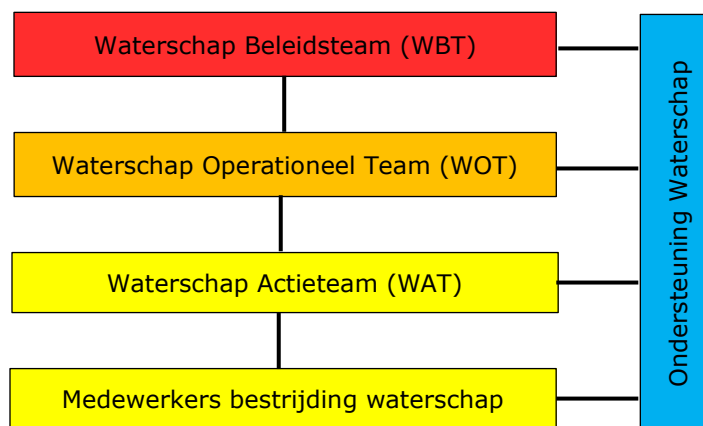 Waterschap Beleidsteam (WBT)
Waterschap Operationeel Team (WOT)
Waterschap Actieteam (WAT)
Medewerkers bestrijding waterschap
Ondersteuning Waterschap